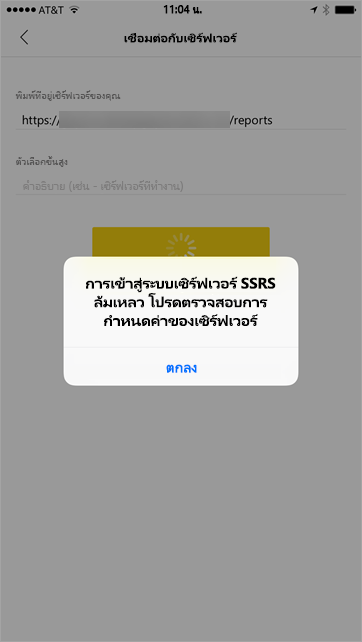 AT&T 11:04 น.
เชื่อมต่อกับเซิร์ฟเวอร์
พิมพ์ที่อยู่เซิร์ฟเวอร์ของคุณ
https:// /reports
ตัวเลือกขั้นสูง
คำอธิบาย (เช่น - เซิร์ฟเวอร์ที่ทำงาน)
การเข้าสู่ระบบเซิร์ฟเวอร์ SSRS
ล้มเหลว โปรดตรวจสอบการ
กำหนดค่าของเซิร์ฟเวอร์
ตกลง